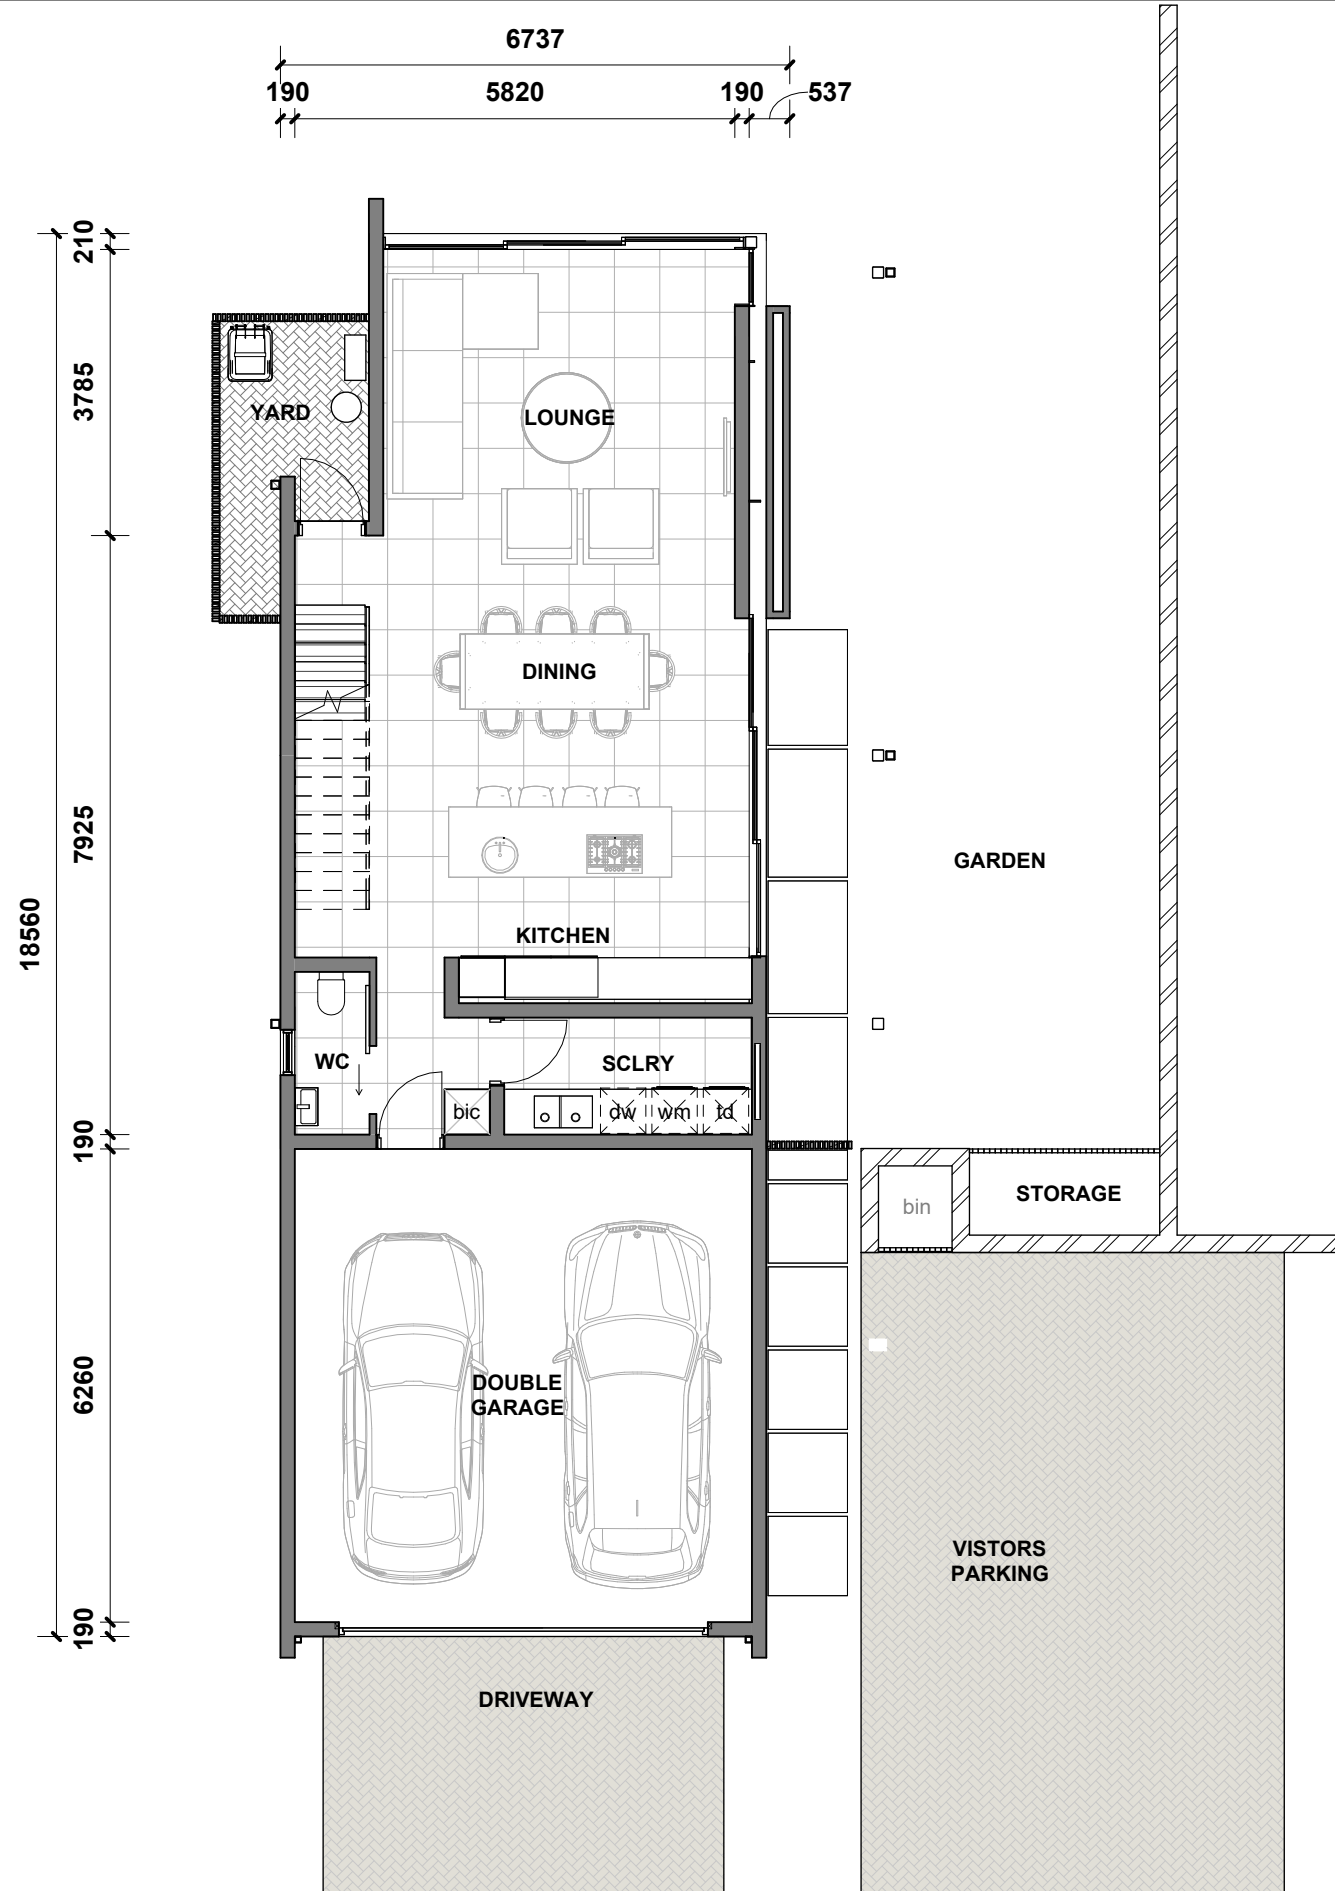 6737
190 5820 190 537
210
3785
7925
18560
190
6260
190
YARD
LOUNGE
DINING
GARDEN
KITCHEN
WC
SCLRY
bic
dw
wm
td
bin
STORAGE
DOUBLE
GARAGE
VISTORS
PARKING
DRIVEWAY